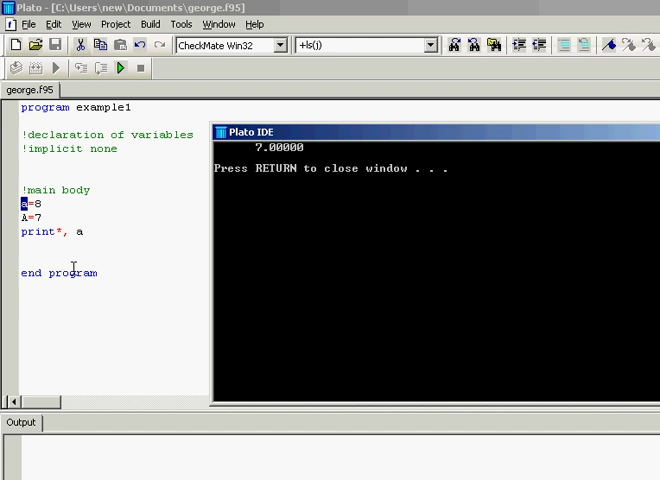 Plato - [C:\Users\new\Documents\george.f95]
File Edit View Project Build Tools Window Help
CheckMate Win32 +ls(j)
george.f95
program example1
!declaration of variables
!implicit none
!main body
a=8
A=7
print*, a
end program
Plato IDE
7.00000
Press RETURN to close window . . .
Output